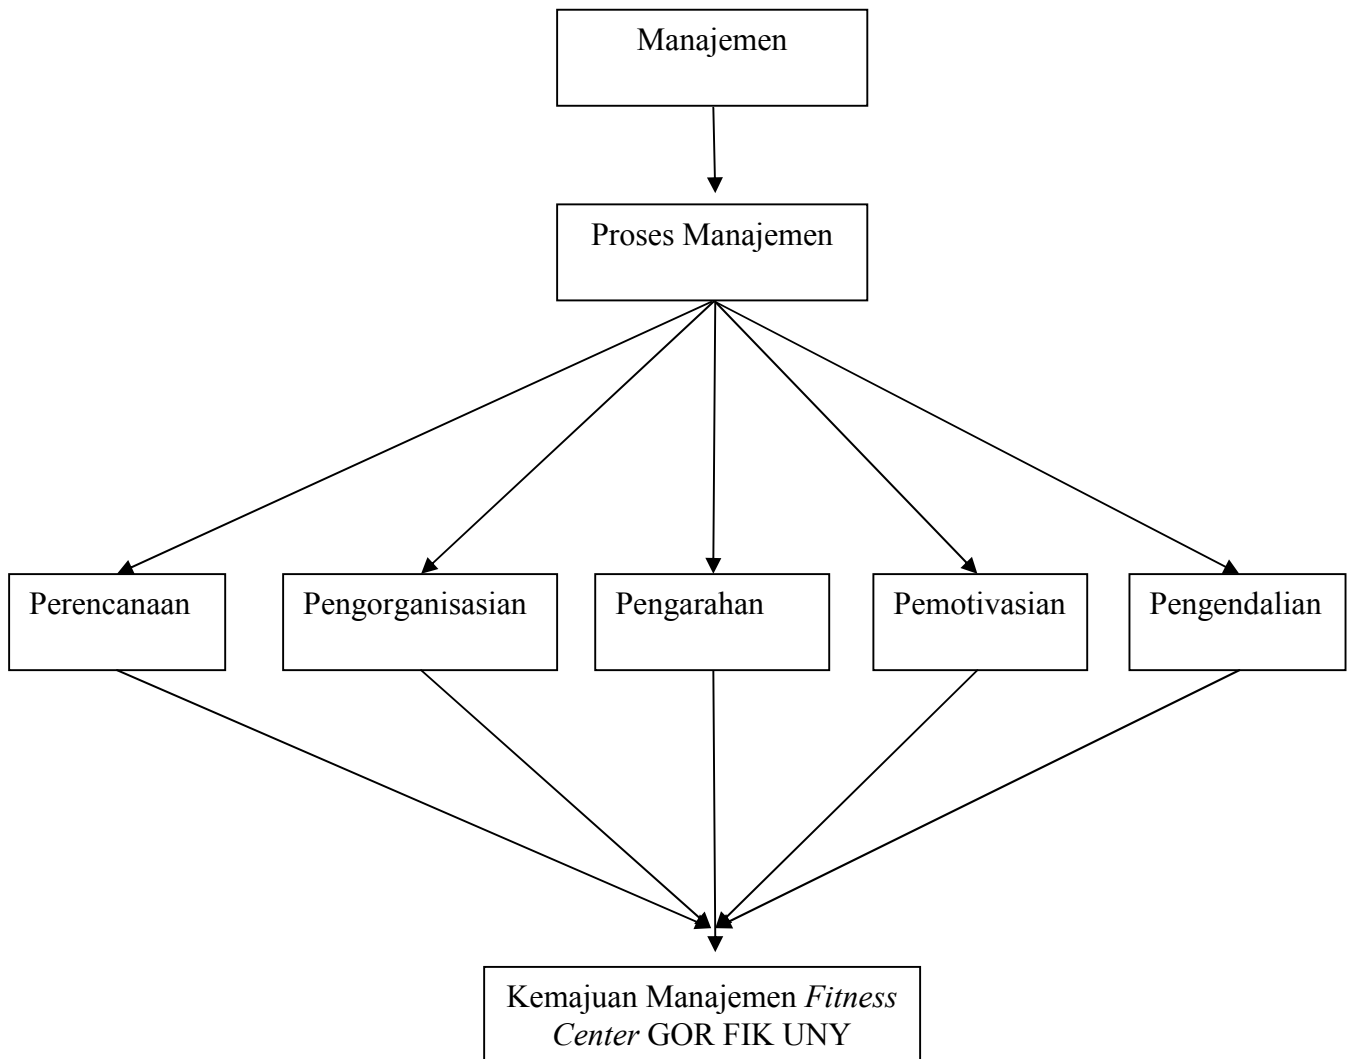 Manajemen
Proses Manajemen
Perencanaan
Pengorganisasian
Pengarahan
Pemotivasian
Pengendalian
Kemajuan Manajemen Fitness
Center GOR FIK UNY